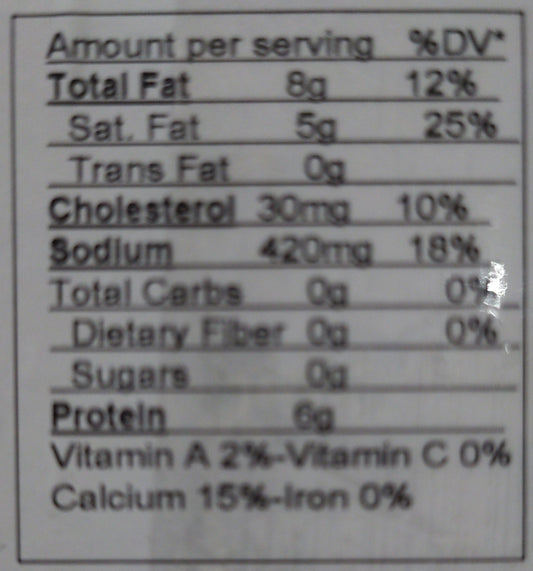 Amount per serving %DV*
Total Fat 8g 12%
Sat. Fat 5g 25%
Trans Fat 0g
Cholesterol 30mg 10%
Sodium 420mg 18%
Total Carbs 0g 0%
Dietary Fiber 0g 0%
Sugars 0g
Protein 6g
Vitamin A 2%-Vitamin C 0%
Calcium 15%-Iron 0%